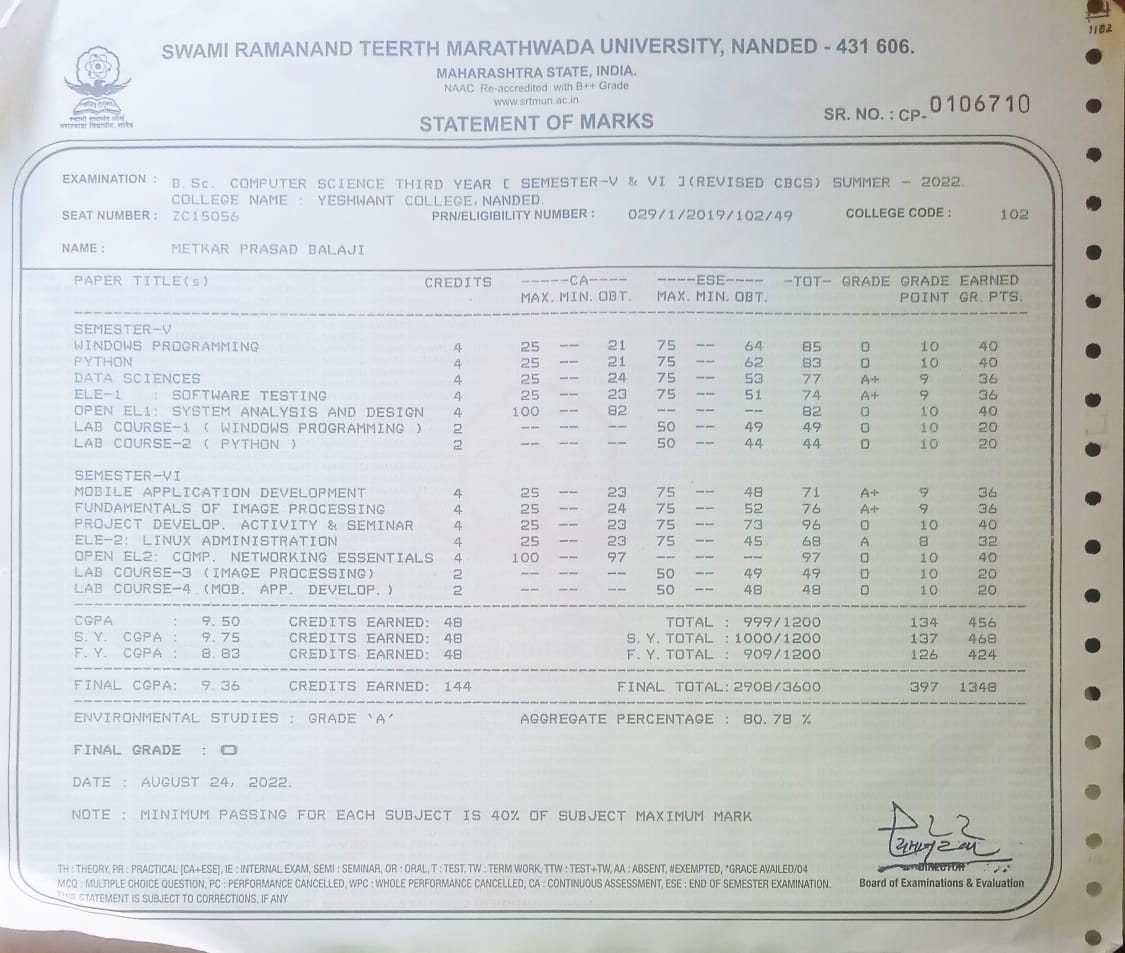 1182
SWAMI RAMANAND TEERTH MARATHWADA UNIVERSITY, NANDED - 431 606.
MAHARASHTRA STATE, INDIA.
NAAC Re-accredited with B++ Grade
www.srtmun.ac.in
STATEMENT OF MARKS
SR. NO. : CP- 0106710
EXAMINATION : B. Sc. COMPUTER SCIENCE THIRD YEAR [ SEMESTER-V & VI ](REVISED CBCS) SUMMER - 2022.
COLLEGE NAME : YESHWANT COLLEGE, NANDED.
SEAT NUMBER : ZC15056 PRN/ELIGIBILITY NUMBER : 029/1/2019/102/49 COLLEGE CODE : 102
NAME : METKAR PRASAD BALAJI
PAPER TITLE(s) CREDITS -----CA---- ----ESE---- -TOT- GRADE GRADE EARNED
MAX. MIN. OBT. MAX. MIN. OBT. POINT GR. PTS.
SEMESTER-V
WINDOWS PROGRAMMING 4 25 -- 21 75 -- 64 85 O 10 40
PYTHON 4 25 -- 21 75 -- 62 83 O 10 40
DATA SCIENCES 4 25 -- 24 75 -- 53 77 A+ 9 36
ELE-1 : SOFTWARE TESTING 4 25 -- 23 75 -- 51 74 A+ 9 36
OPEN EL1: SYSTEM ANALYSIS AND DESIGN 4 100 -- 82 -- -- -- 82 O 10 40
LAB COURSE-1 ( WINDOWS PROGRAMMING ) 2 -- -- -- 50 -- 49 49 O 10 20
LAB COURSE-2 ( PYTHON ) 2 -- -- -- 50 -- 44 44 O 10 20
SEMESTER-VI
MOBILE APPLICATION DEVELOPMENT 4 25 -- 23 75 -- 48 71 A+ 9 36
FUNDAMENTALS OF IMAGE PROCESSING 4 25 -- 24 75 -- 52 76 A+ 9 36
PROJECT DEVELOP. ACTIVITY & SEMINAR 4 25 -- 23 75 -- 73 96 O 10 40
ELE-2: LINUX ADMINISTRATION 4 25 -- 23 75 -- 45 68 A 8 32
OPEN EL2: COMP. NETWORKING ESSENTIALS 4 100 -- 97 -- -- -- 97 O 10 40
LAB COURSE-3 (IMAGE PROCESSING) 2 -- -- -- 50 -- 49 49 O 10 20
LAB COURSE-4 (MOB. APP. DEVELOP. ) 2 -- -- -- 50 -- 48 48 O 10 20
CGPA : 9.50 CREDITS EARNED: 48 TOTAL : 999/1200 134 456
S. Y. CGPA : 9.75 CREDITS EARNED: 48 S. Y. TOTAL :1000/1200 137 468
F. Y. CGPA : 8.83 CREDITS EARNED: 48 F. Y. TOTAL : 909/1200 126 424
FINAL CGPA: 9.36 CREDITS EARNED: 144 FINAL TOTAL:2908/3600 397 1348
ENVIRONMENTAL STUDIES : GRADE 'A' AGGREGATE PERCENTAGE : 80.78 %
FINAL GRADE : O
DATE : AUGUST 24, 2022.
NOTE : MINIMUM PASSING FOR EACH SUBJECT IS 40% OF SUBJECT MAXIMUM MARK
TH : THEORY, PR : PRACTICAL [CA+ESE], IE : INTERNAL EXAM, SEMI : SEMINAR, OR : ORAL, T : TEST, TW : TERM WORK, TTW : TEST+TW, AA : ABSENT, #EXEMPTED, *GRACE AVAILED/04
MCQ : MULTIPLE CHOICE QUESTION, PC : PERFORMANCE CANCELLED, WPC : WHOLE PERFORMANCE CANCELLED, CA : CONTINUOUS ASSESSMENT, ESE : END OF SEMESTER EXAMINATION.
THIS STATEMENT IS SUBJECT TO CORRECTIONS, IF ANY
DIRECTOR
Board of Examinations & Evaluation